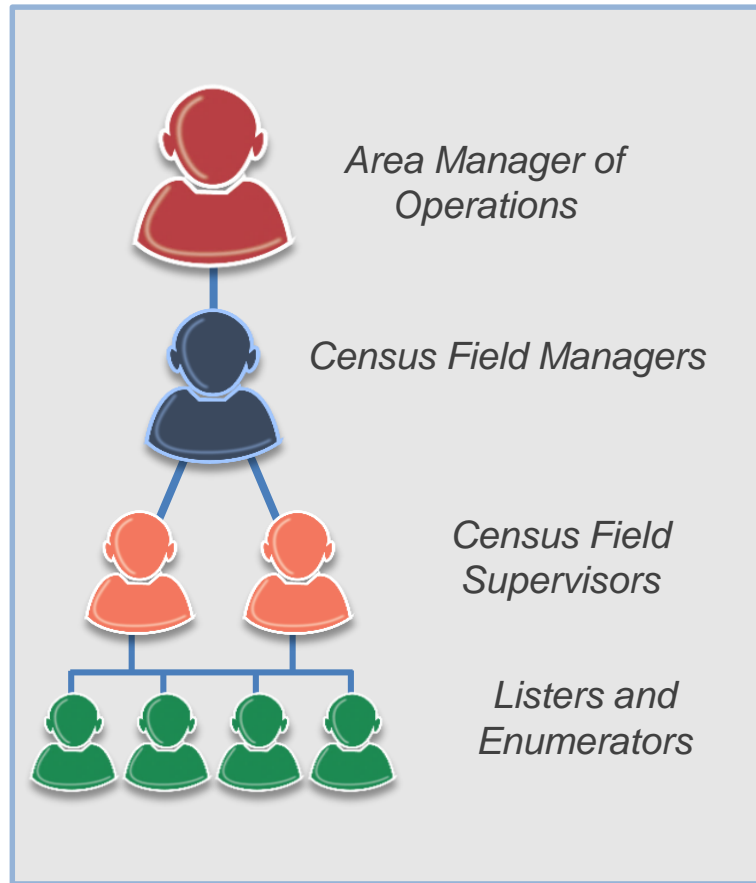 Area Manager of
Operations
Census Field Managers
Census Field
Supervisors
Listers and
Enumerators